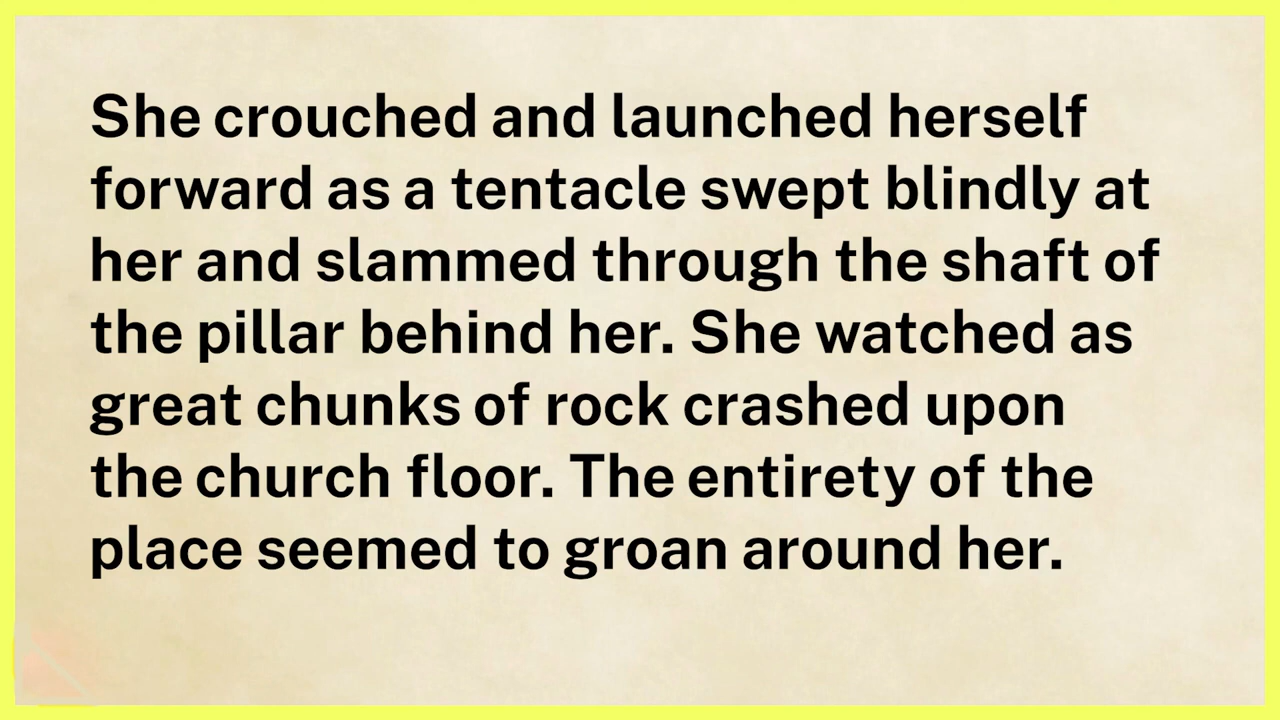 She crouched and launched herself
forward as a tentacle swept blindly at
her and slammed through the shaft of
the pillar behind her. She watched as
great chunks of rock crashed upon
the church floor. The entirety of the
place seemed to groan around her.